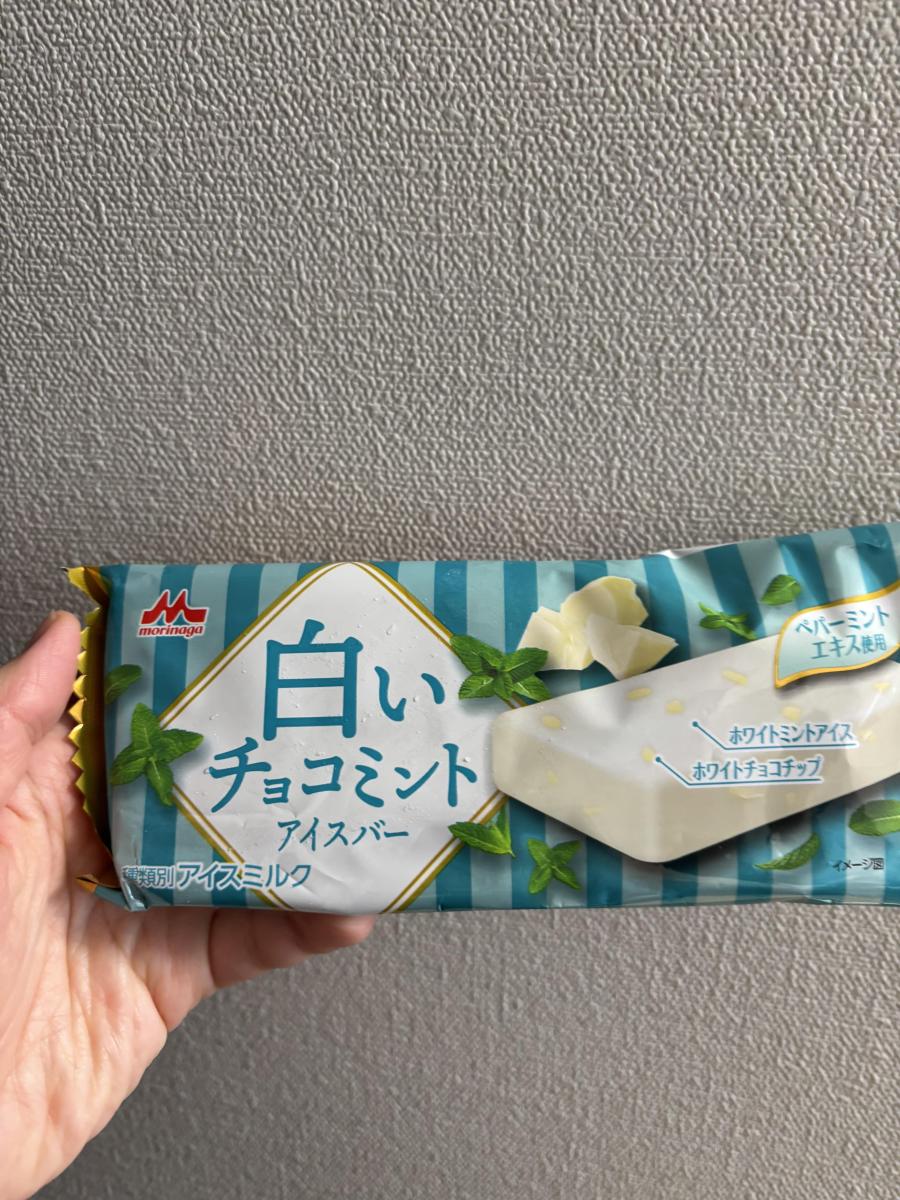 morinaga
白い
チョコミント
アイスバー
種類別アイスミルク
ペパーミント
エキス使用
ホワイトミントアイス
ホワイトチョコチップ
イメージ図